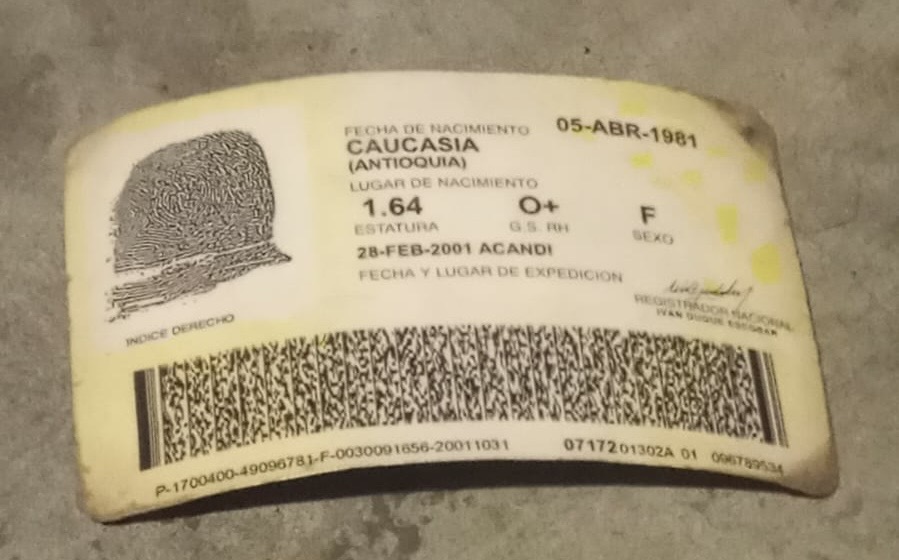 FECHA DE NACIMIENTO 05-ABR-1981
CAUCASIA
(ANTIOQUIA)
LUGAR DE NACIMIENTO
1.64 O+ F
ESTATURA G.S. RH SEXO
28-FEB-2001 ACANDI
FECHA Y LUGAR DE EXPEDICION
REGISTRADOR NACIONAL
IVAN DUQUE ESCOBAR
INDICE DERECHO
P-1700400-49096781-F-0030091656-20011031 0717201302A 01 096789534